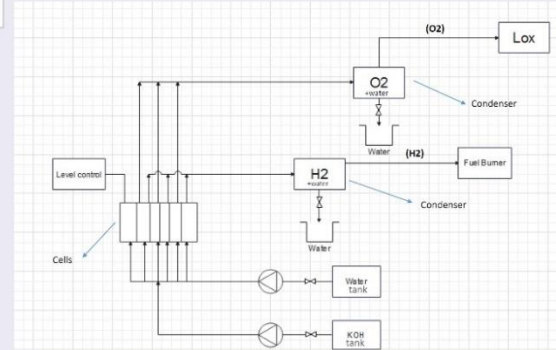 (O2)
Lox
O2
+water
Condenser
Water
(H2)
Fuel Burner
Level control
H2
+water
Condenser
Water
Cells
Water
tank
KOH
tank